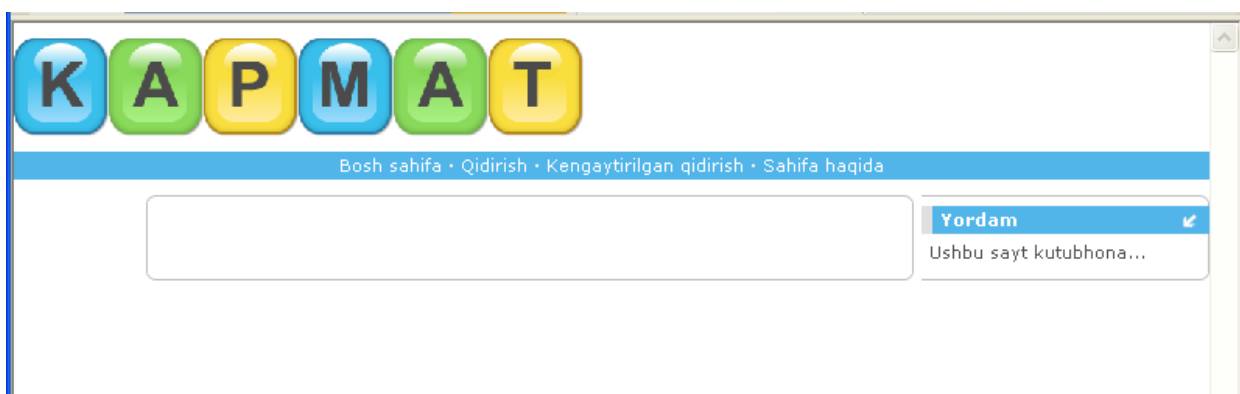 KAPMAT
Bosh sahifa • Qidirish • Kengaytirilgan qidirish • Sahifa haqida
Yordam
Ushbu sayt kutubhona...